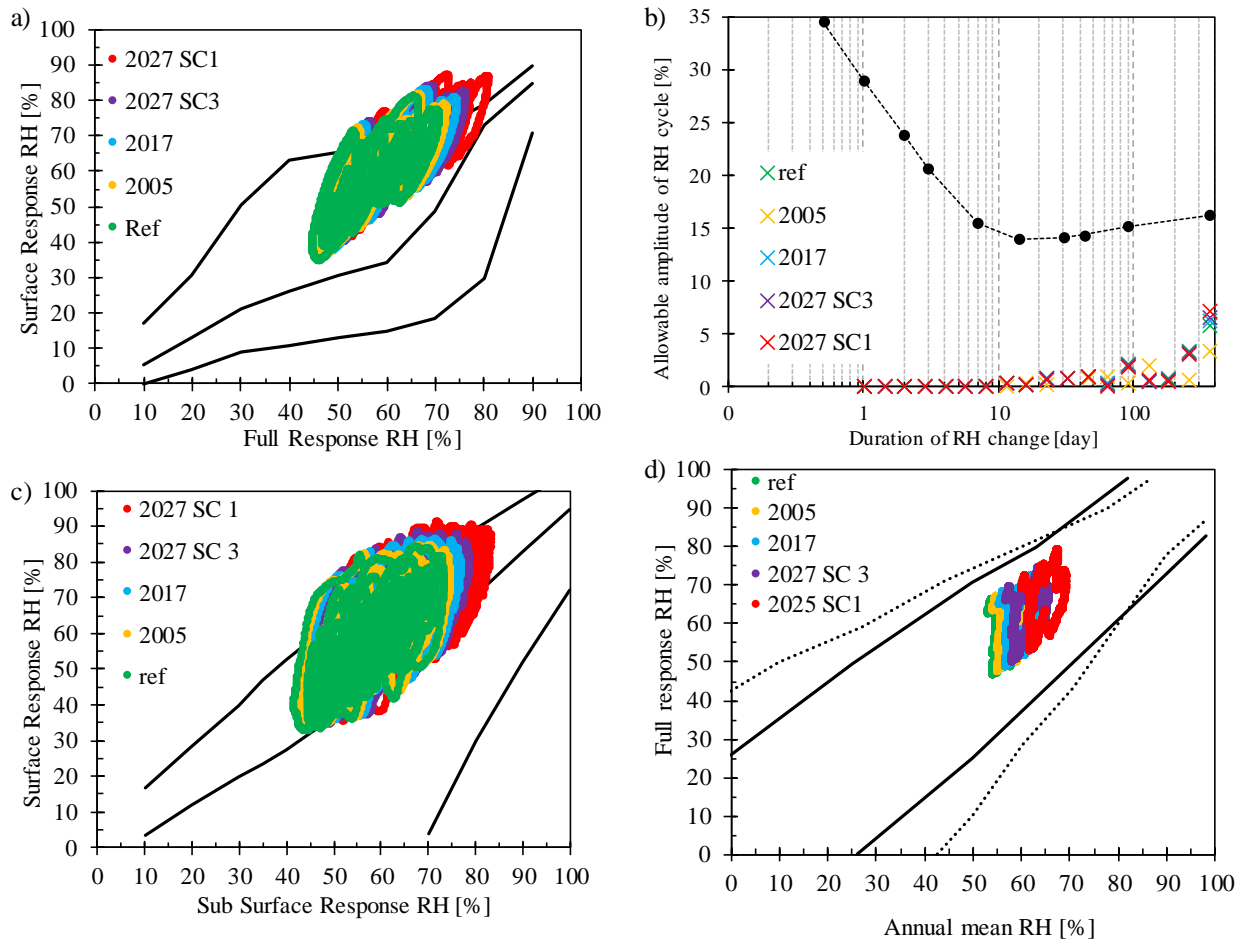 a)
Surface Response RH [%]
100
90
80
70
60
50
40
30
20
10
0
2027 SC1
2027 SC3
2017
2005
Ref
0 10 20 30 40 50 60 70 80 90 100
Full Response RH [%]
b)
Allowable amplitude of RH cycle [%]
35
30
25
20
15
10
5
0
ref
2005
2017
2027 SC3
2027 SC1
0 1 10 100
Duration of RH change [day]
c)
Surface Response RH [%]
100
90
80
70
60
50
40
30
20
10
0
2027 SC 1
2027 SC 3
2017
2005
ref
0 10 20 30 40 50 60 70 80 90 100
Sub Surface Response RH [%]
d)
Full response RH [%]
100
90
80
70
60
50
40
30
20
10
0
ref
2005
2017
2027 SC 3
2025 SC1
0 10 20 30 40 50 60 70 80 90 100
Annual mean RH [%]